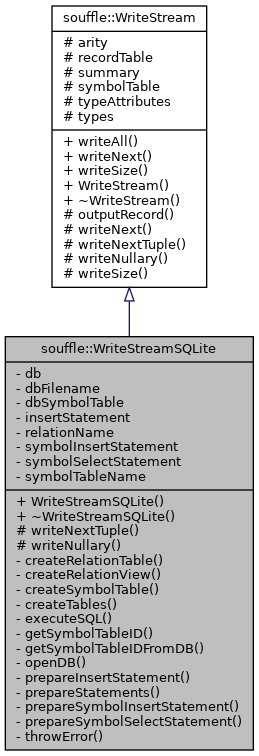 souffle::WriteStream
# arity
# recordTable
# summary
# symbolTable
# typeAttributes
# types
+ writeAll()
+ writeNext()
+ writeSize()
+ WriteStream()
+ ~WriteStream()
# outputRecord()
# writeNext()
# writeNextTuple()
# writeNullary()
# writeSize()
souffle::WriteStreamSQLite
- db
- dbFilename
- dbSymbolTable
- insertStatement
- relationName
- symbolInsertStatement
- symbolSelectStatement
- symbolTableName
+ WriteStreamSQLite()
+ ~WriteStreamSQLite()
# writeNextTuple()
# writeNullary()
- createRelationTable()
- createRelationView()
- createSymbolTable()
- createTables()
- executeSQL()
- getSymbolTableID()
- getSymbolTableIDFromDB()
- openDB()
- prepareInsertStatement()
- prepareStatements()
- prepareSymbolInsertStatement()
- prepareSymbolSelectStatement()
- throwError()